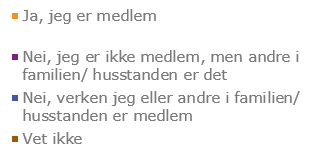 Ja, jeg er medlem
Nei, jeg er ikke medlem, men andre i
familien/ husstanden er det
Nei, verken jeg eller andre i familien/
husstanden er medlem
Vet ikke